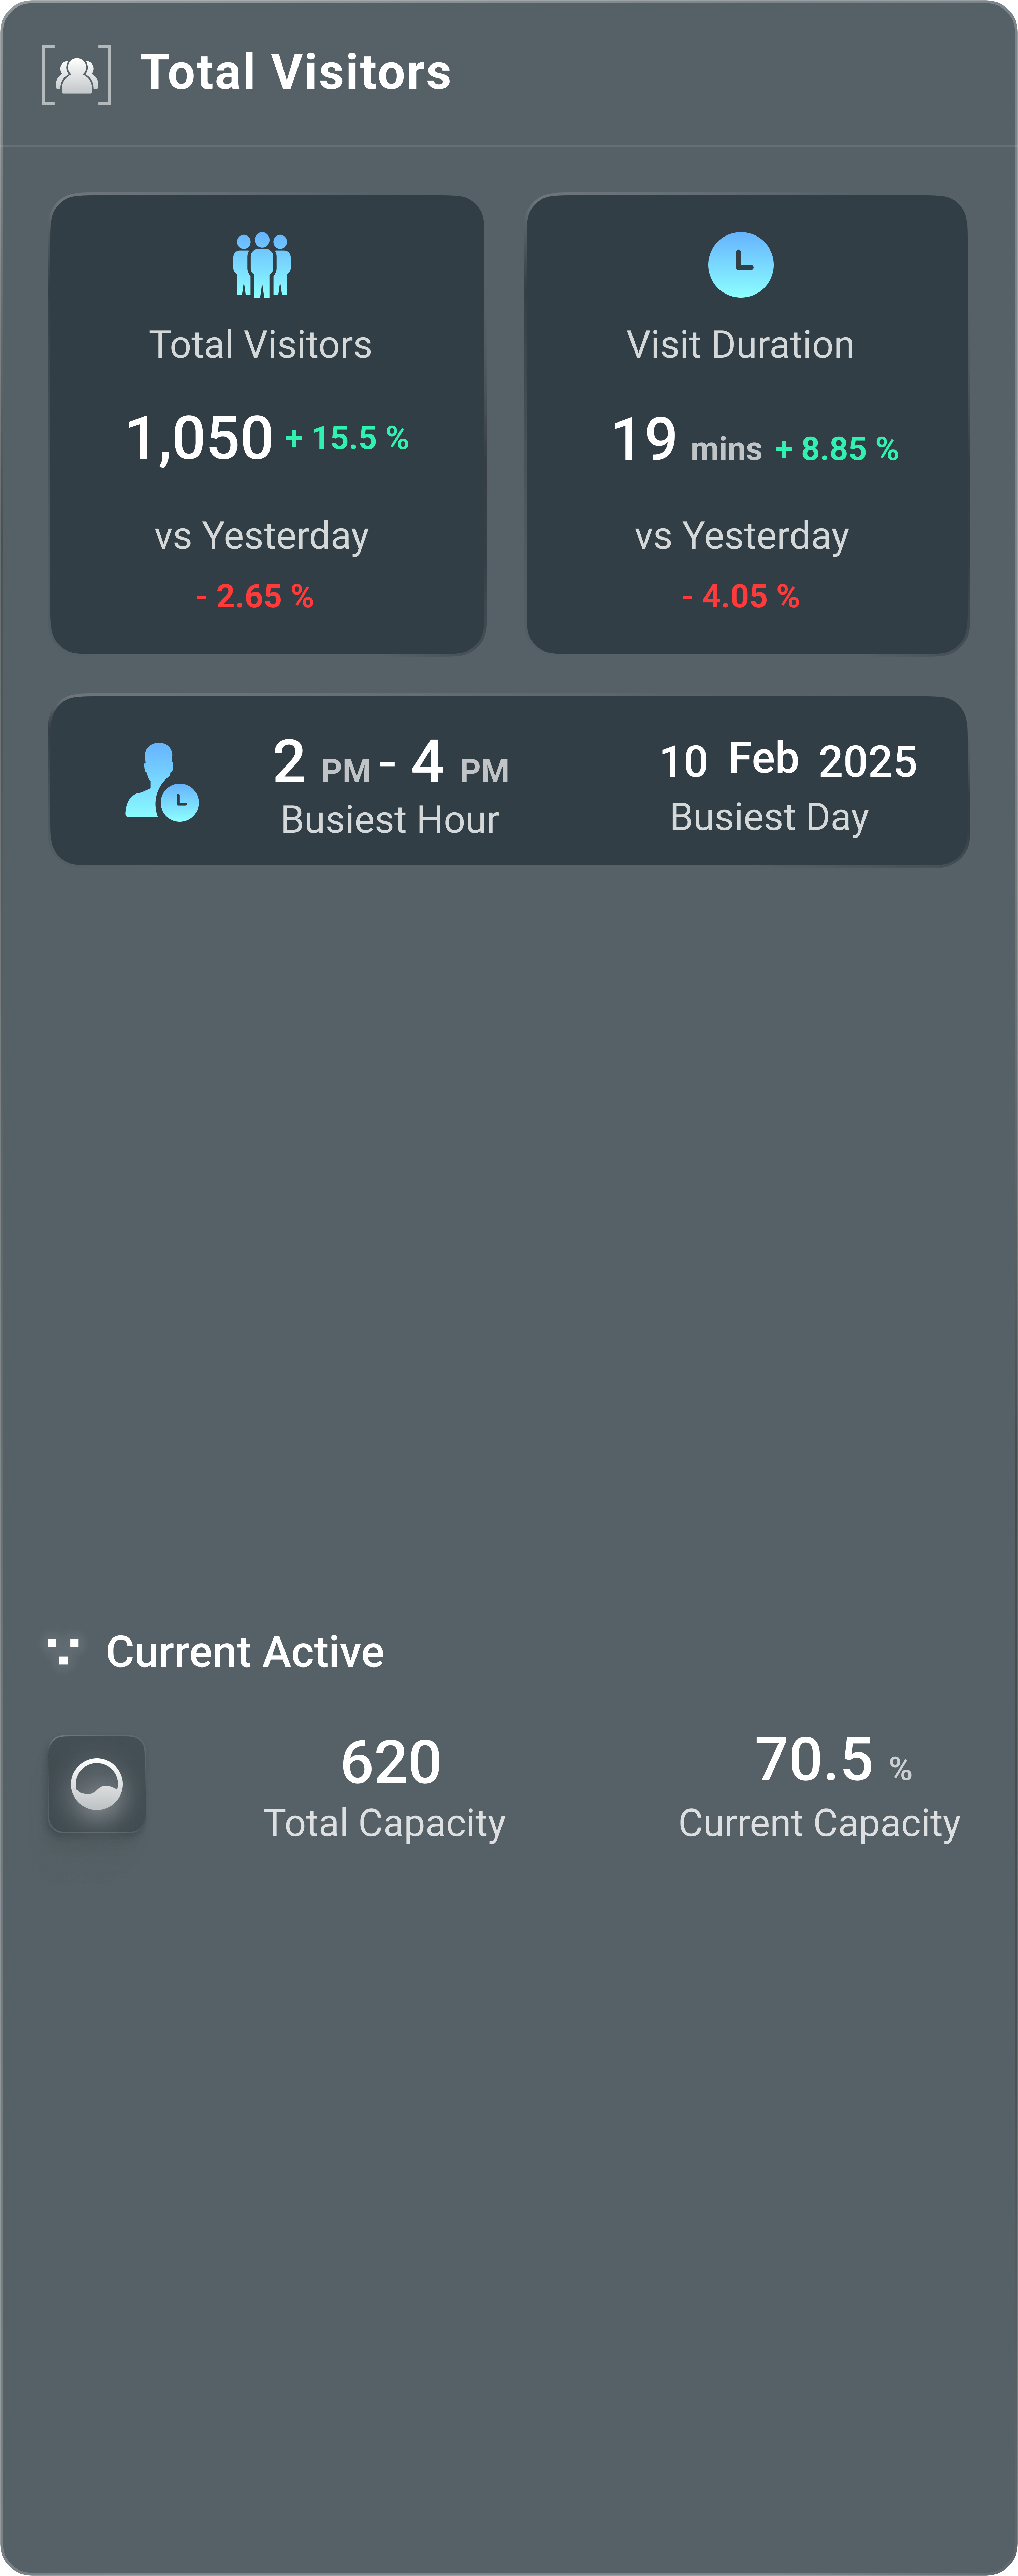 Total Visitors
Total Visitors
1,050 + 15.5 %
vs Yesterday
- 2.65 %
Visit Duration
19 mins + 8.85 %
vs Yesterday
- 4.05 %
2 PM - 4 PM
Busiest Hour
10 Feb 2025
Busiest Day
Current Active
620
Total Capacity
70.5 %
Current Capacity